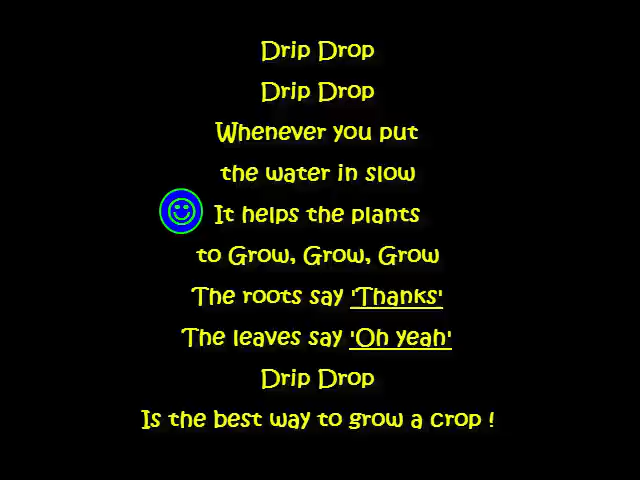 Drip Drop
Drip Drop
Whenever you put
the water in slow
It helps the plants
to Grow, Grow, Grow
The roots say 'Thanks'
The leaves say 'Oh yeah'
Drip Drop
Is the best way to grow a crop !